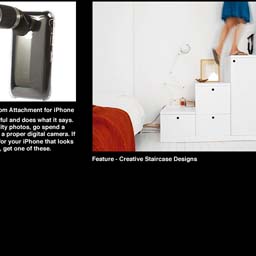 om Attachment for iPhone
ful and does what it says.
ity photos, go spend a
a proper digital camera. If
for your iPhone that looks
, get one of these.
Feature - Creative Staircase Designs